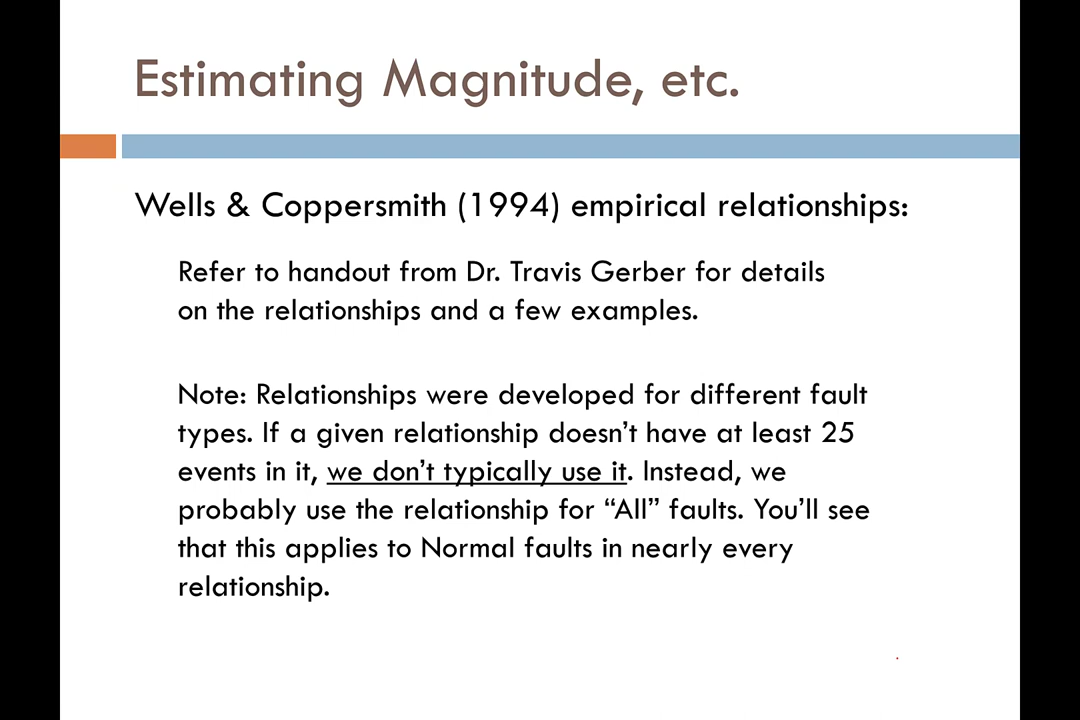 Estimating Magnitude, etc.
Wells & Coppersmith (1994) empirical relationships:
Refer to handout from Dr. Travis Gerber for details
on the relationships and a few examples.
Note: Relationships were developed for different fault
types. If a given relationship doesn’t have at least 25
events in it, we don’t typically use it. Instead, we
probably use the relationship for “All” faults. You’ll see
that this applies to Normal faults in nearly every
relationship.